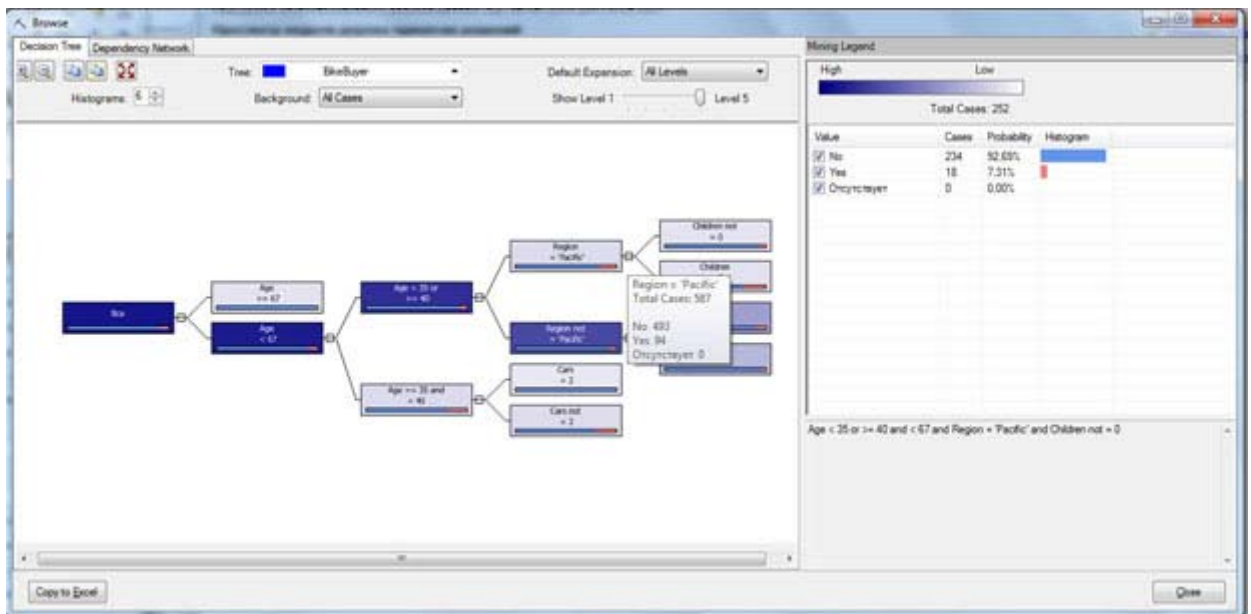 Browse
Decision Tree
Dependency Network
Tree:
BikeBuyer
Default Expansion:
All Levels
Histograms:
6
Background:
All Cases
Show Level 1
Level 5
Все
Age
>= 67
Age
< 67
Age < 35 or
>= 40
Age >= 35 and
< 40
Region
= 'Pacific'
Region not
= 'Pacific'
Cars
= 2
Cars not
= 2
Children not
= 0
Children
Region = 'Pacific'
Total Cases: 587
No: 493
Yes: 94
Отсутствует: 0
Mining Legend
High
Low
Total Cases: 252
Value Cases Probability Histogram
No 234 92.69%
Yes 18 7.31%
Отсутствует 0 0.00%
Age < 35 or >= 40 and < 67 and Region = 'Pacific' and Children not = 0
Copy to Excel
Close